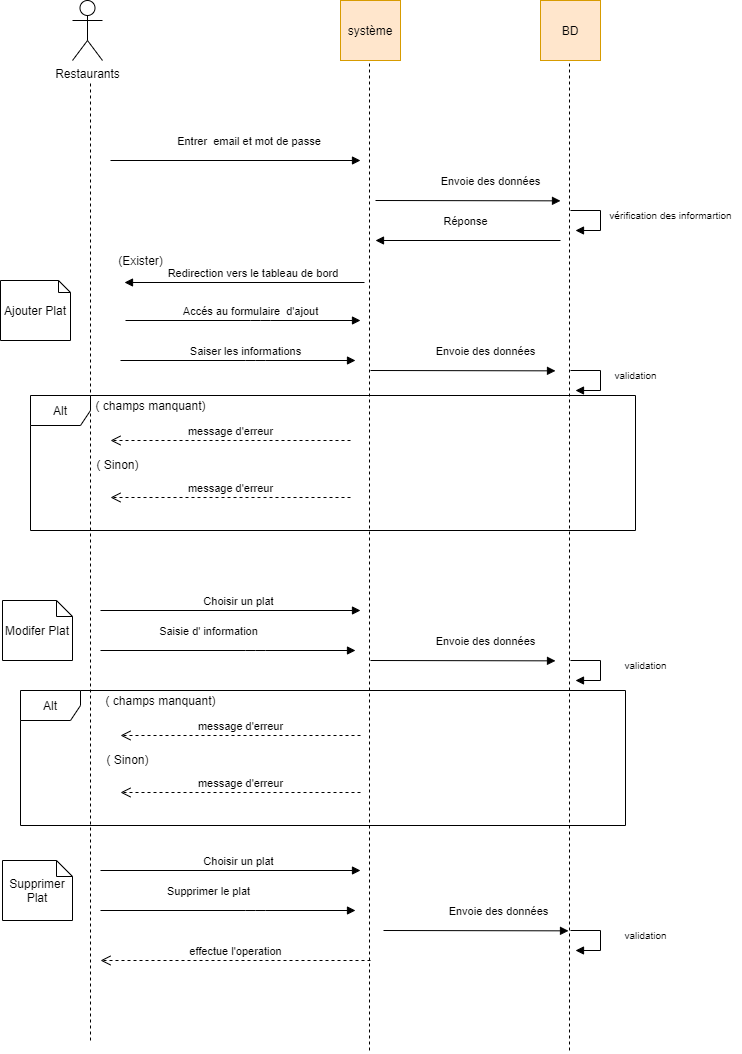 système
BD
Restaurants
Entrer email et mot de passe
Envoie des données
vérification des informartion
Réponse
(Exister)
Redirection vers le tableau de bord
Ajouter Plat
Accés au formulaire d'ajout
Saiser les informations
Envoie des données
validation
Alt
( champs manquant)
message d'erreur
( Sinon)
message d'erreur
Modifer Plat
Choisir un plat
Saisie d' information
Envoie des données
validation
Alt
( champs manquant)
message d'erreur
( Sinon)
message d'erreur
Supprimer
Plat
Choisir un plat
Supprimer le plat
Envoie des données
validation
effectue l'operation